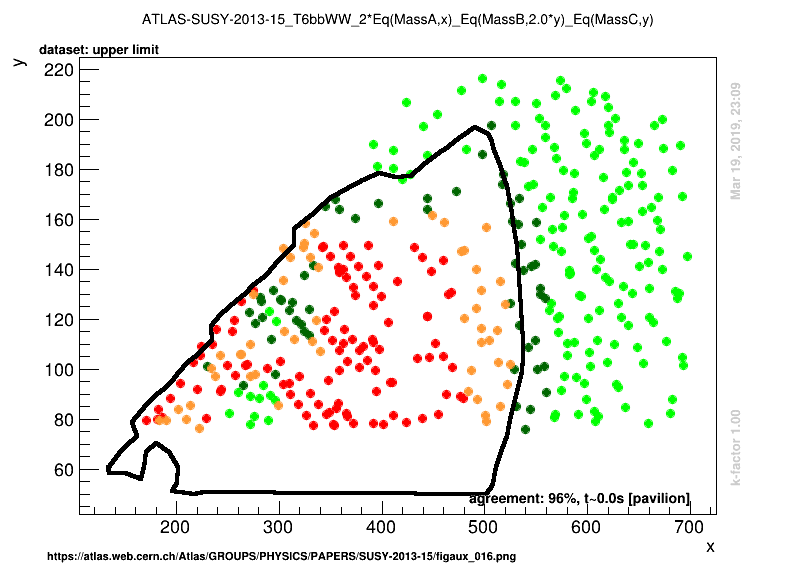 ATLAS-SUSY-2013-15_T6bbWW_2*Eq(MassA,x)_Eq(MassB,2.0*y)_Eq(MassC,y)
dataset: upper limit
y
220
200
180
160
140
120
100
80
60
Mar 19, 2019, 23:09
k-factor 1.00
agreement: 96%, t~0.0s [pavilion]
200 300 400 500 600 700
x
https://atlas.web.cern.ch/Atlas/GROUPS/PHYSICS/PAPERS/SUSY-2013-15/figaux_016.png